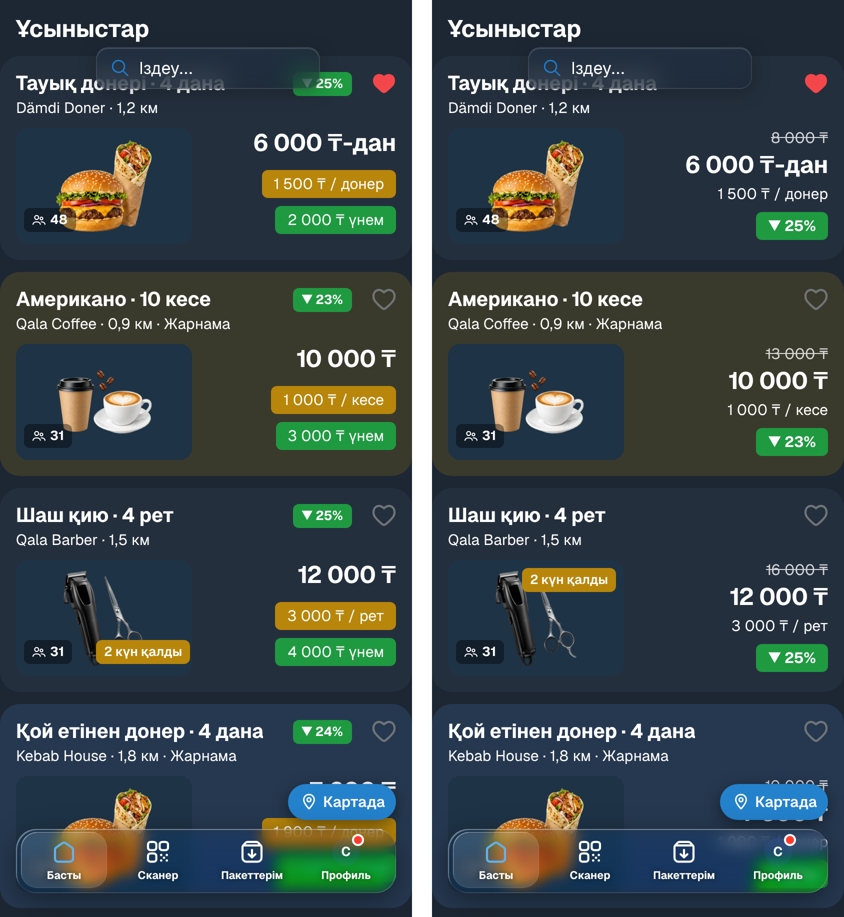 Ұсыныстар
Іздеу...
Тауық донері · 4 дана
▼ 25%
Dämdi Doner · 1,2 км
6 000 ₸-дан
1 500 ₸ / донер
48
2 000 ₸ үнем
Американо · 10 кесе
▼ 23%
Qala Coffee · 0,9 км · Жарнама
10 000 ₸
1 000 ₸ / кесе
31
3 000 ₸ үнем
Шаш қию · 4 рет
▼ 25%
Qala Barber · 1,5 км
12 000 ₸
3 000 ₸ / рет
31
2 күн қалды
4 000 ₸ үнем
Қой етінен донер · 4 дана
▼ 24%
Kebab House · 1,8 км · Жарнама
Картада
1 900 ₸ / донер
С
Басты
Сканер
Пакеттерім
Профиль
Ұсыныстар
Іздеу...
Тауық донері · 4 дана
Dämdi Doner · 1,2 км
8 000 ₸
6 000 ₸-дан
1 500 ₸ / донер
48
▼ 25%
Американо · 10 кесе
Qala Coffee · 0,9 км · Жарнама
13 000 ₸
10 000 ₸
1 000 ₸ / кесе
31
▼ 23%
Шаш қию · 4 рет
Qala Barber · 1,5 км
16 000 ₸
2 күн қалды
12 000 ₸
3 000 ₸ / рет
31
▼ 25%
Қой етінен донер · 4 дана
Kebab House · 1,8 км · Жарнама
Картада
С
Басты
Сканер
Пакеттерім
Профиль